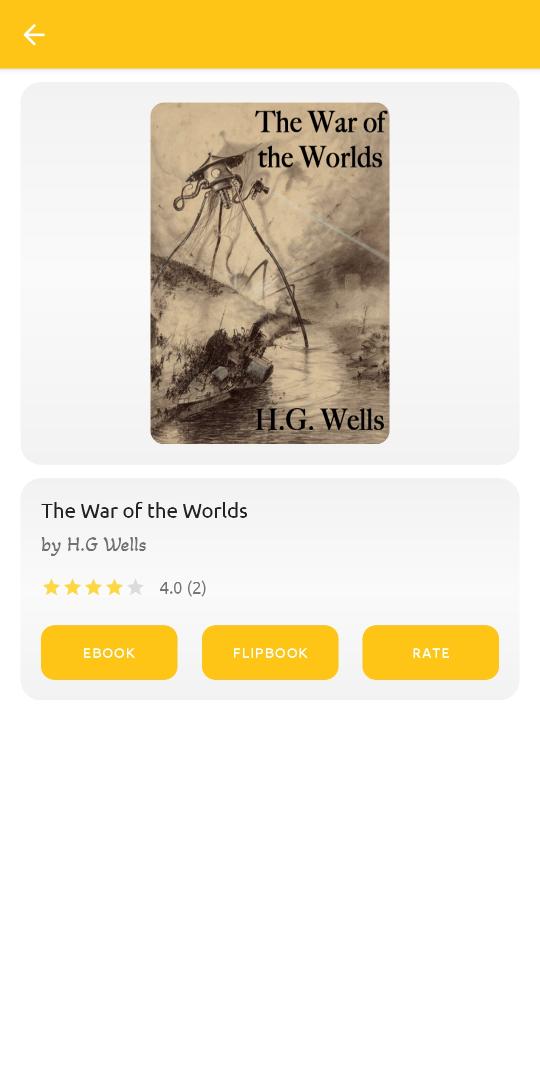 The War of
the Worlds
H.G. Wells
The War of the Worlds
by H.G Wells
4.0 (2)
EBOOK
FLIPBOOK
RATE